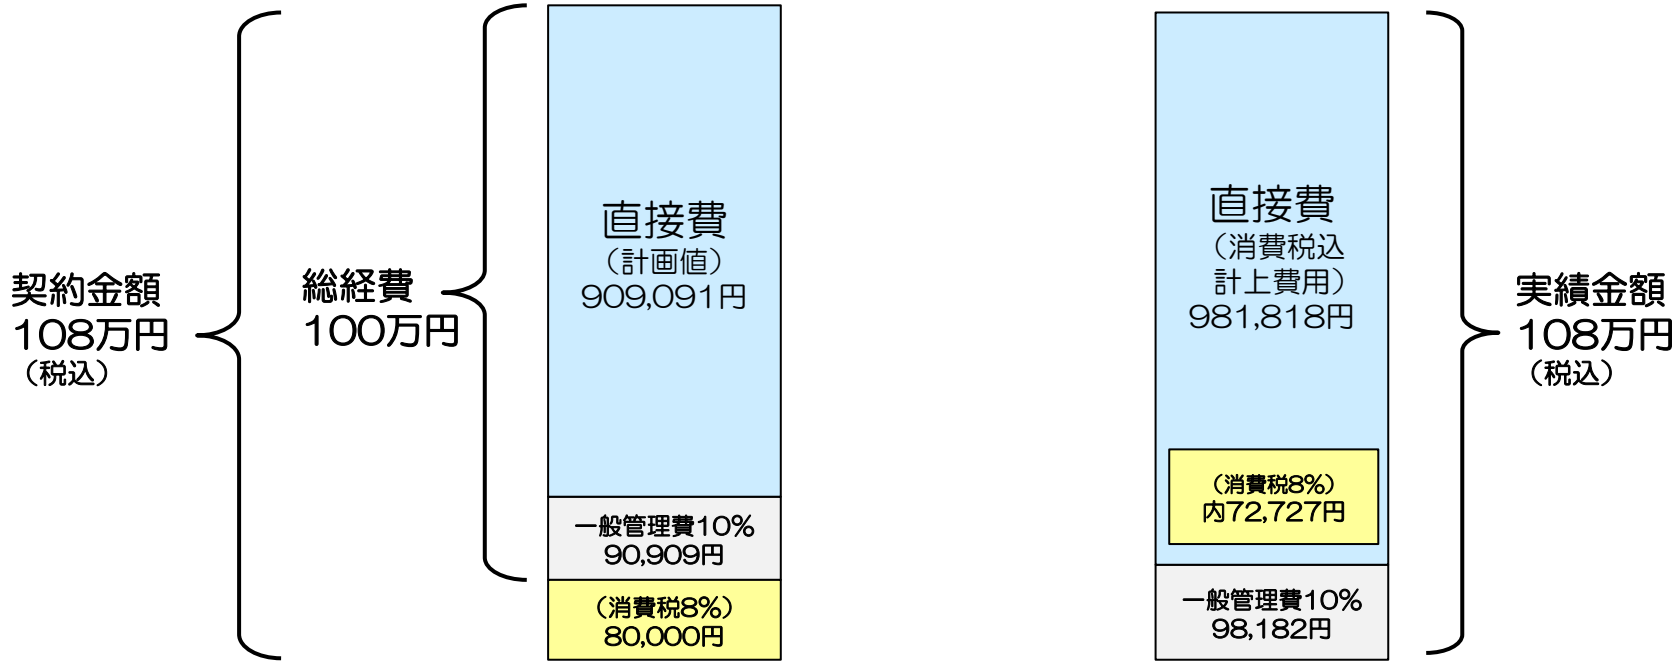 契約金額
108万円
（税込）
総経費
100万円
直接費
（計画値）
909,091円
一般管理費10%
90,909円
（消費税8%）
80,000円
直接費
（消費税込
計上費用）
981,818円
（消費税8%）
内72,727円
一般管理費10%
98,182円
実績金額
108万円
（税込）